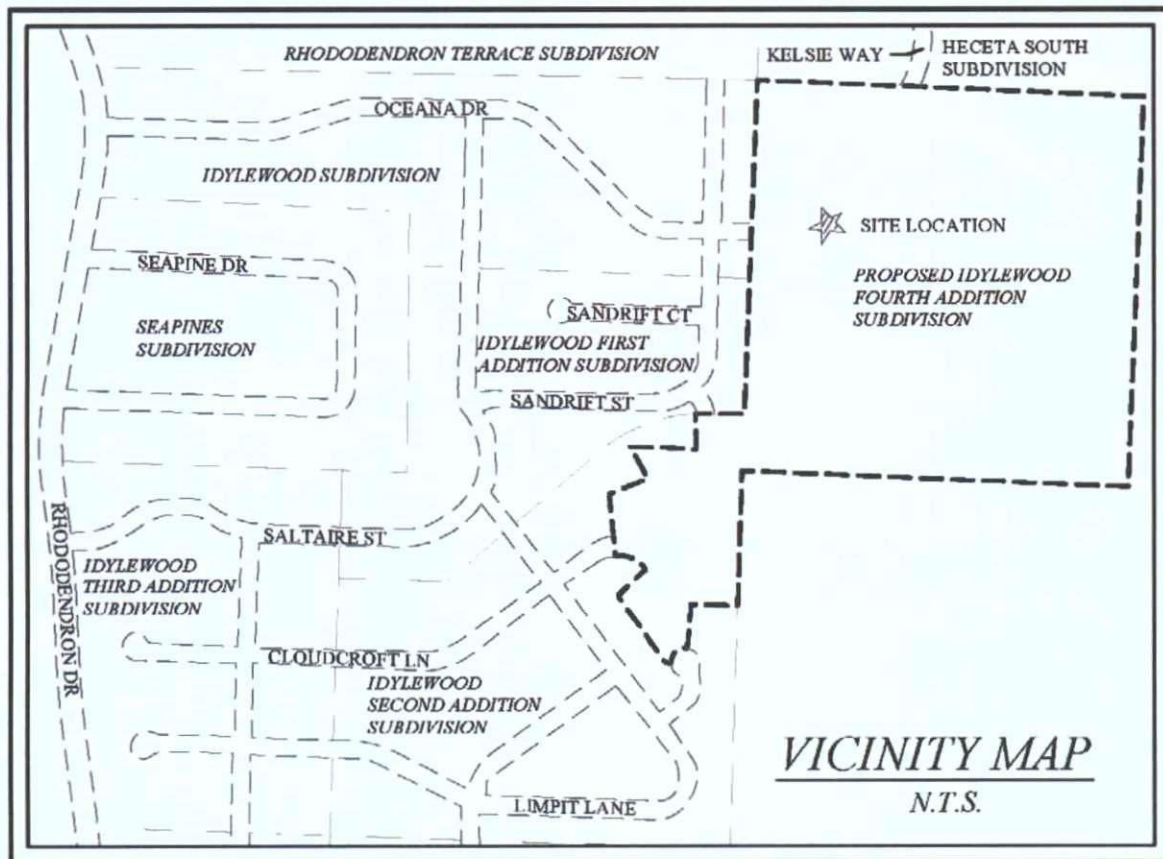 RHODODENDRON TERRACE SUBDIVISION
KELSIE WAY
HECETA SOUTH
SUBDIVISION
OCEANA DR
IDYLEWOOD SUBDIVISION
SITE LOCATION
SEAPINE DR
PROPOSED IDYLEWOOD
FOURTH ADDITION
SUBDIVISION
SEAPINES
SUBDIVISION
SANDRIFT CT
IDYLEWOOD FIRST
ADDITION SUBDIVISION
SANDRIFT ST
RHODODENDRON DR
SALTAIRE ST
IDYLEWOOD
THIRD ADDITION
SUBDIVISION
CLOUDCROFT LN
IDYLEWOOD
SECOND ADDITION
SUBDIVISION
LIMPIT LANE
VICINITY MAP
N.T.S.